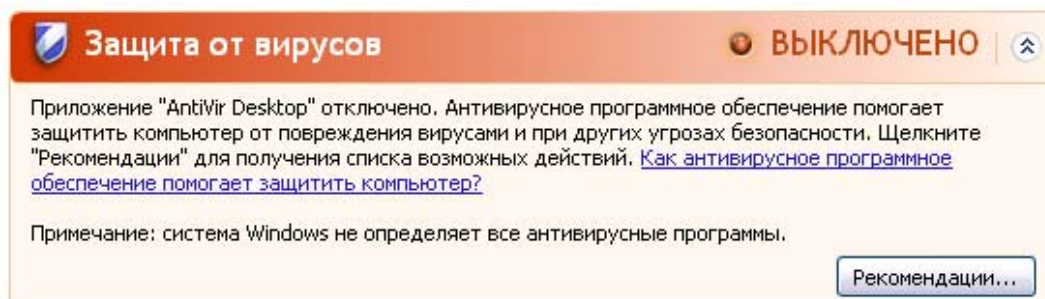 Защита от вирусов ВЫКЛЮЧЕНО
Приложение "AntiVir Desktop" отключено. Антивирусное программное обеспечение помогает
защитить компьютер от повреждения вирусами и при других угрозах безопасности. Щелкните
"Рекомендации" для получения списка возможных действий. Как антивирусное программное
обеспечение помогает защитить компьютер?
Примечание: система Windows не определяет все антивирусные программы.
Рекомендации...